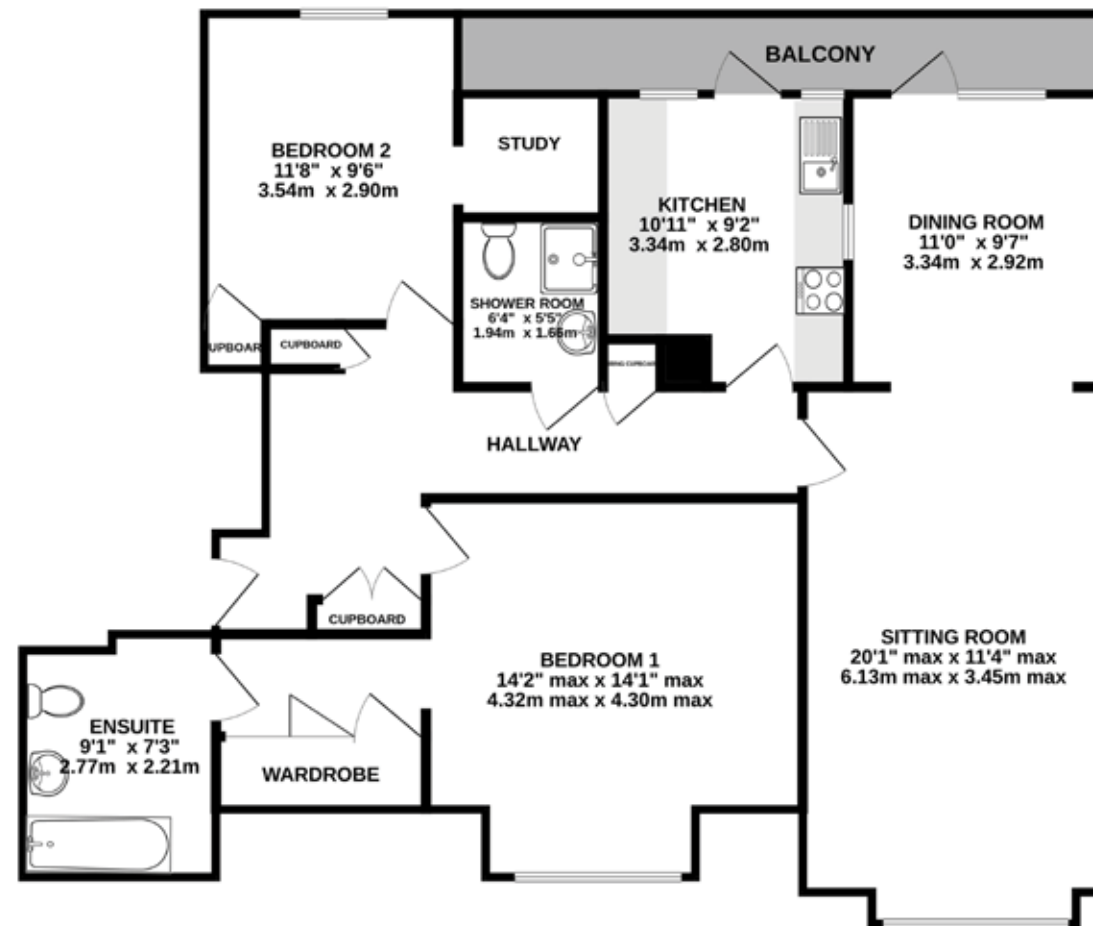 BALCONY
BEDROOM 2
11'8" x 9'6"
3.54m x 2.90m
STUDY
KITCHEN
10'11" x 9'2"
3.34m x 2.80m
DINING ROOM
11'0" x 9'7"
3.34m x 2.92m
SHOWER ROOM
6'4" x 5'5"
1.94m x 1.66m
UPBOAR
CUPBOARD
CUPBOARD
HALLWAY
CUPBOARD
BEDROOM 1
14'2" max x 14'1" max
4.32m max x 4.30m max
SITTING ROOM
20'1" max x 11'4" max
6.13m max x 3.45m max
ENSUITE
9'1" x 7'3"
2.77m x 2.21m
WARDROBE